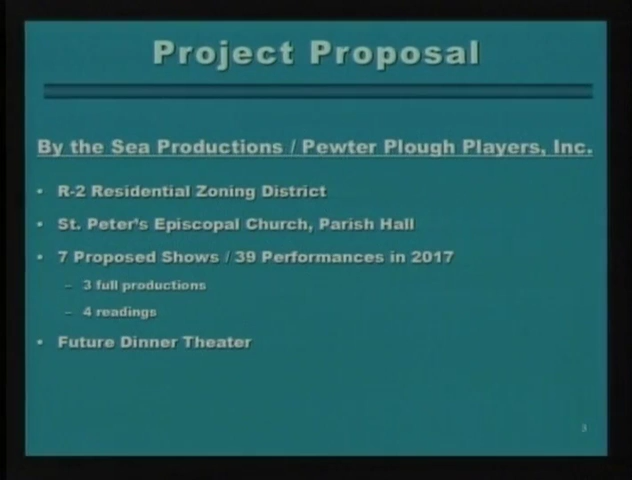 Project Proposal
By the Sea Productions / Pewter Plough Players, Inc.
• R-2 Residential Zoning District
• St. Peter's Episcopal Church, Parish Hall
• 7 Proposed Shows / 39 Performances in 2017
– 3 full productions
– 4 readings
• Future Dinner Theater
3